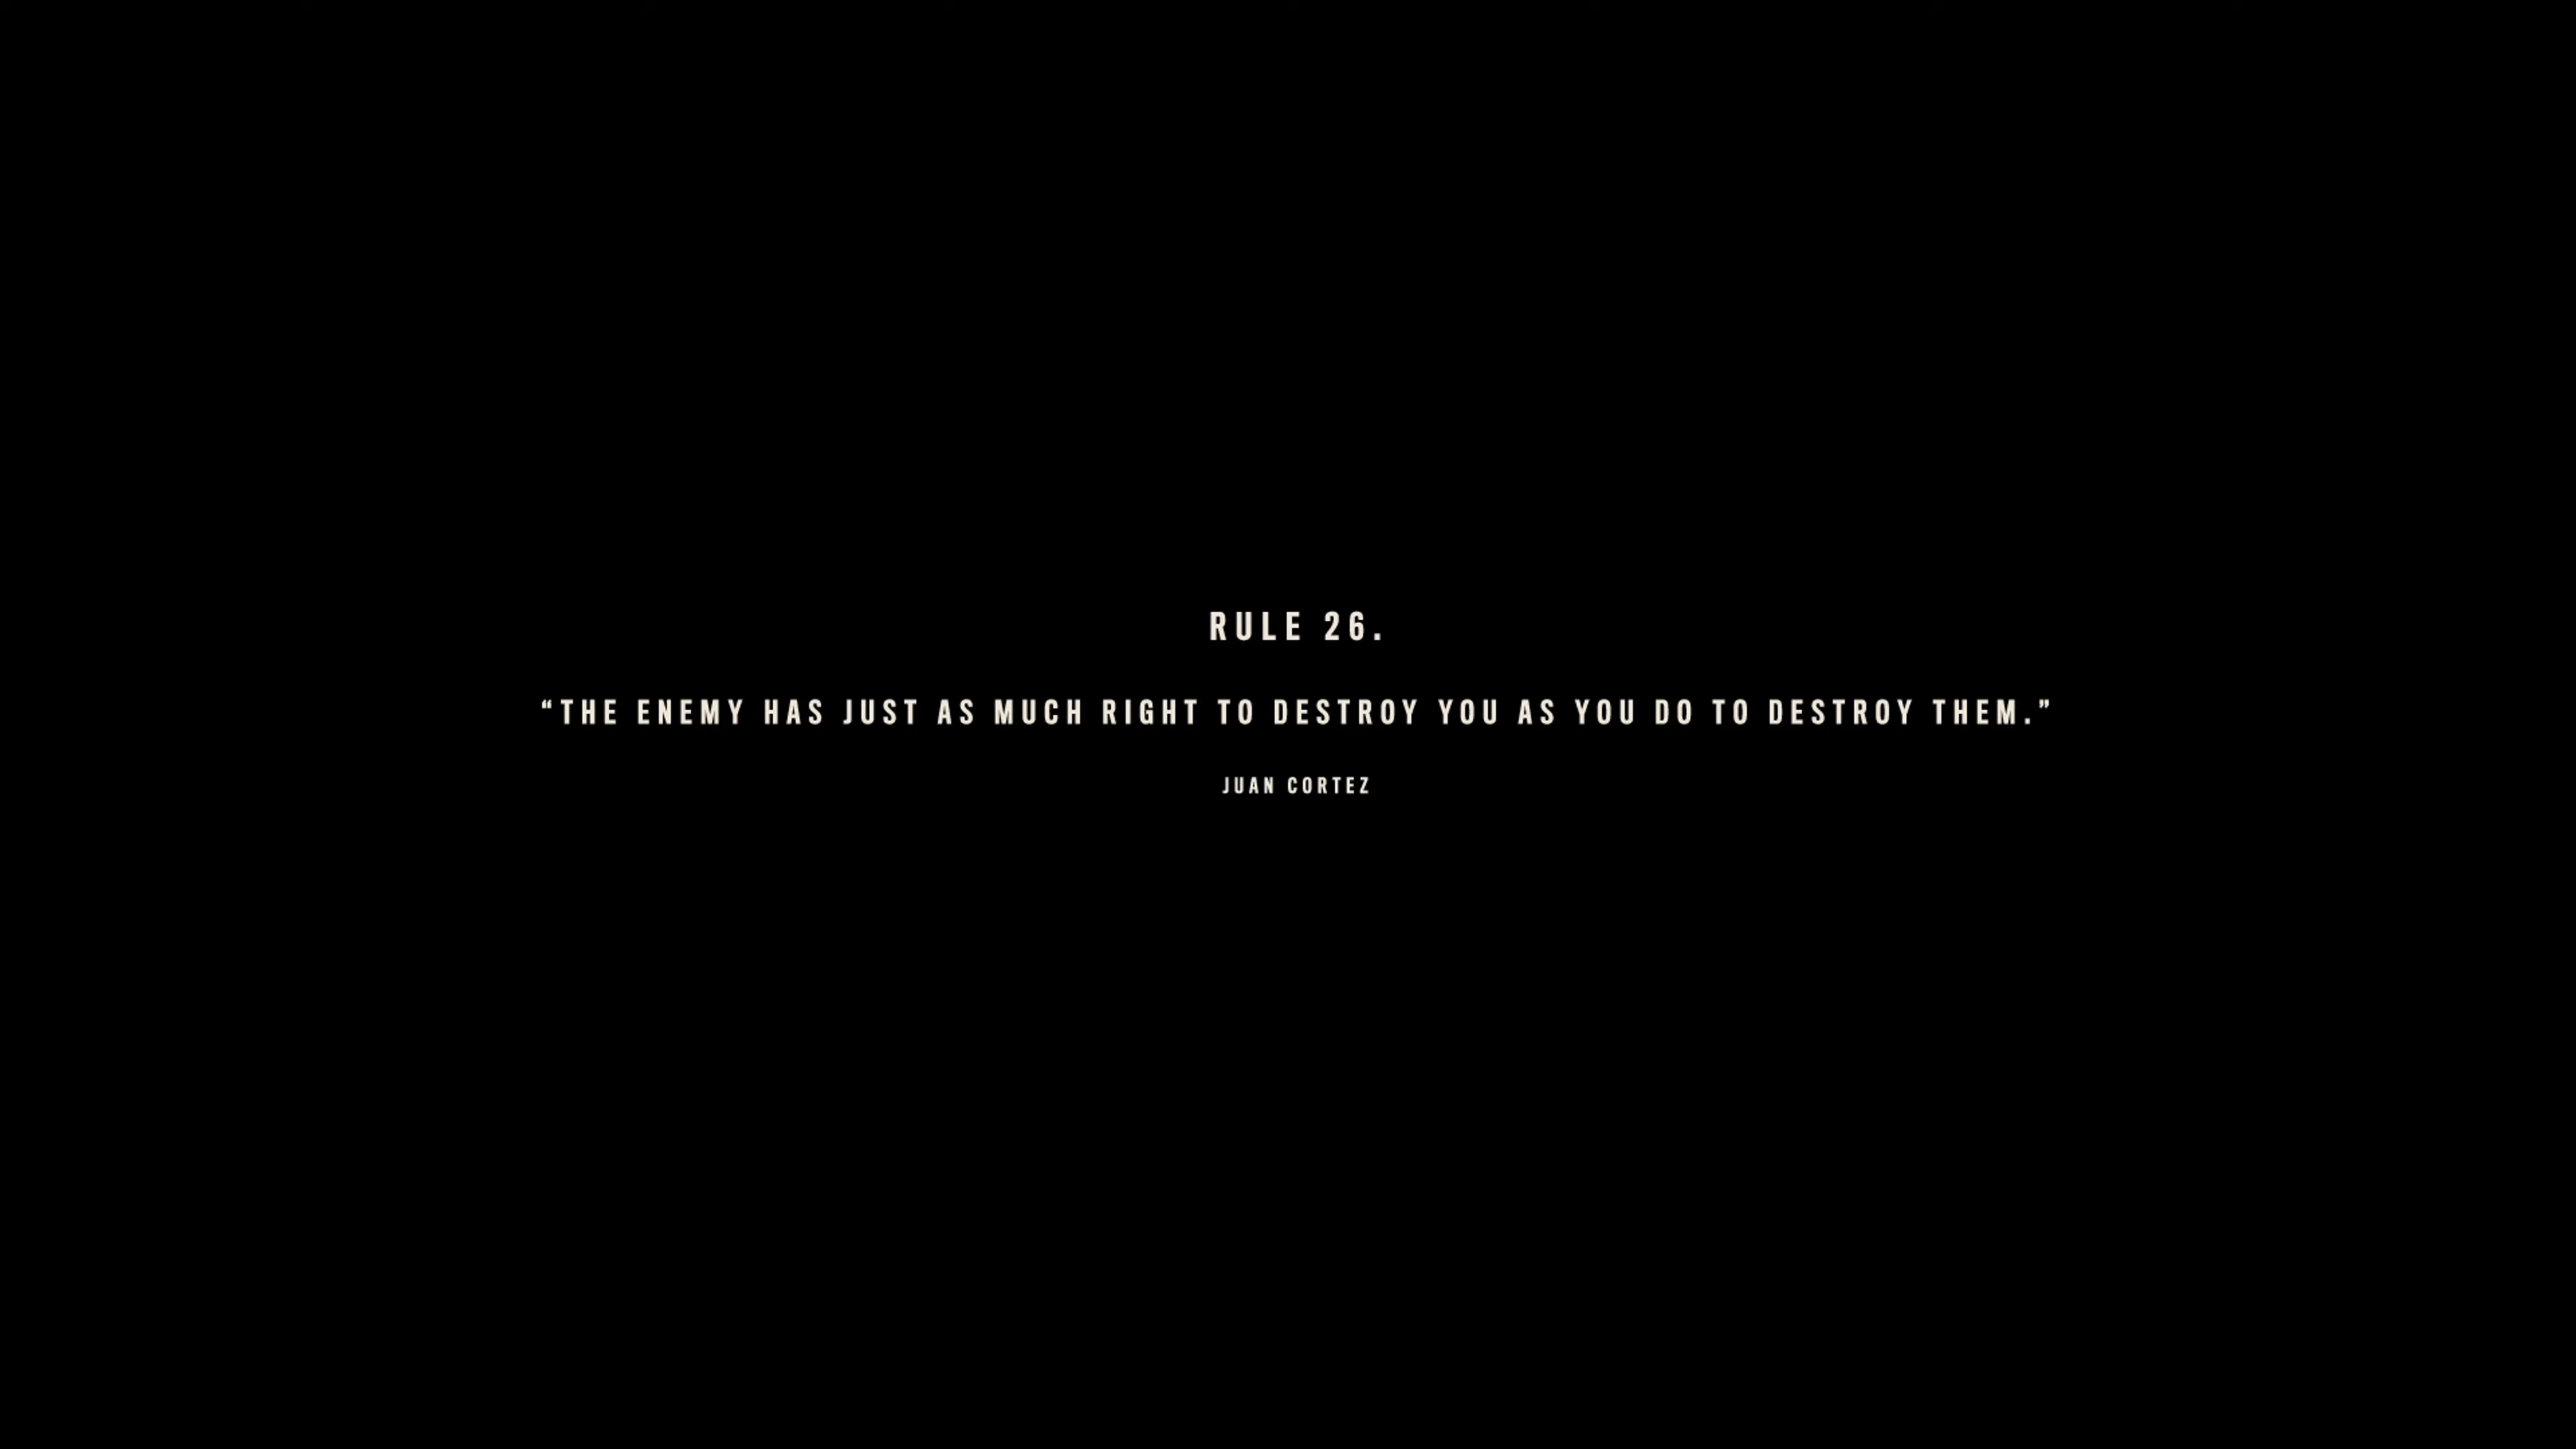 RULE 26.
“THE ENEMY HAS JUST AS MUCH RIGHT TO DESTROY YOU AS YOU DO TO DESTROY THEM.”
JUAN CORTEZ